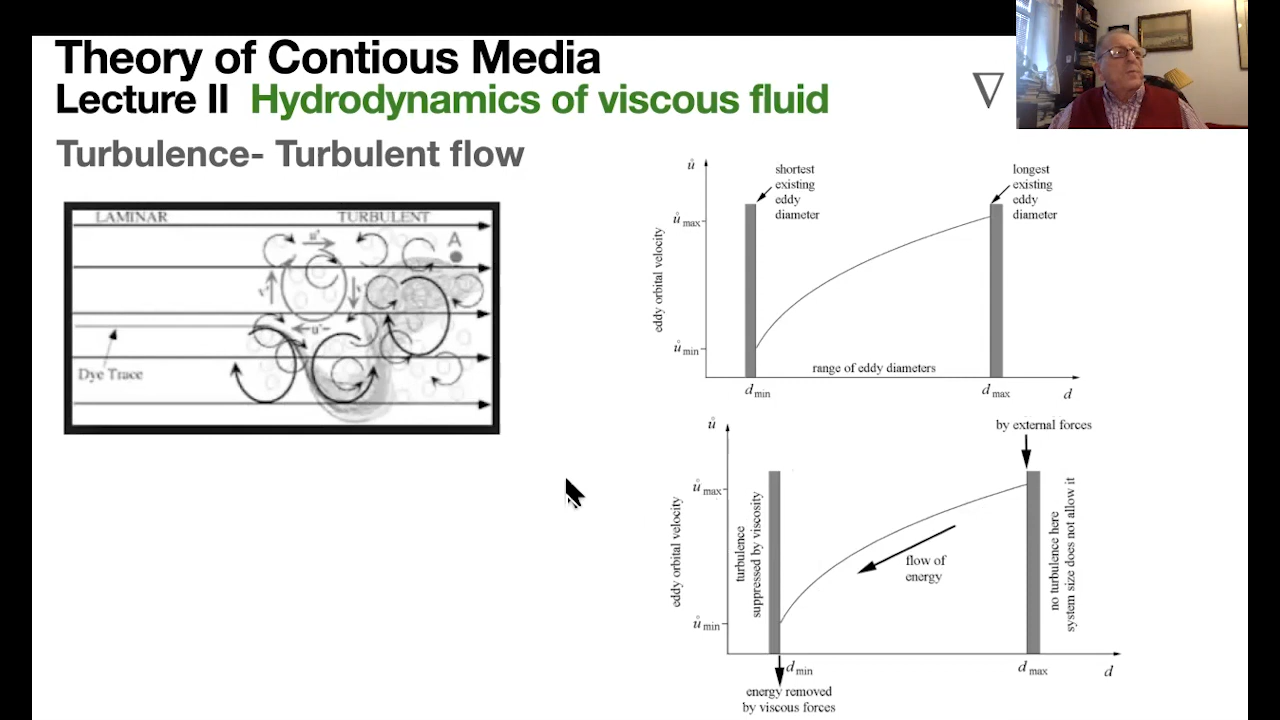 Theory of Contious Media
Lecture II Hydrodynamics of viscous fluid
∇
Turbulence- Turbulent flow
LAMINAR
TURBULENT
u'
A
v'
v'
u'
Dye Trace
ů
ů max
ů min
eddy orbital velocity
shortest
existing
eddy
diameter
longest
existing
eddy
diameter
range of eddy diameters
d min
d max
d
ů
ů max
ů min
eddy orbital velocity
turbulence
suppressed by viscosity
by external forces
flow of
energy
no turbulence here
system size does not allow it
d min
d max
d
energy removed
by viscous forces